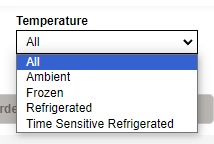 Temperature
All
All
Ambient
Frozen
Refrigerated
Time Sensitive Refrigerated